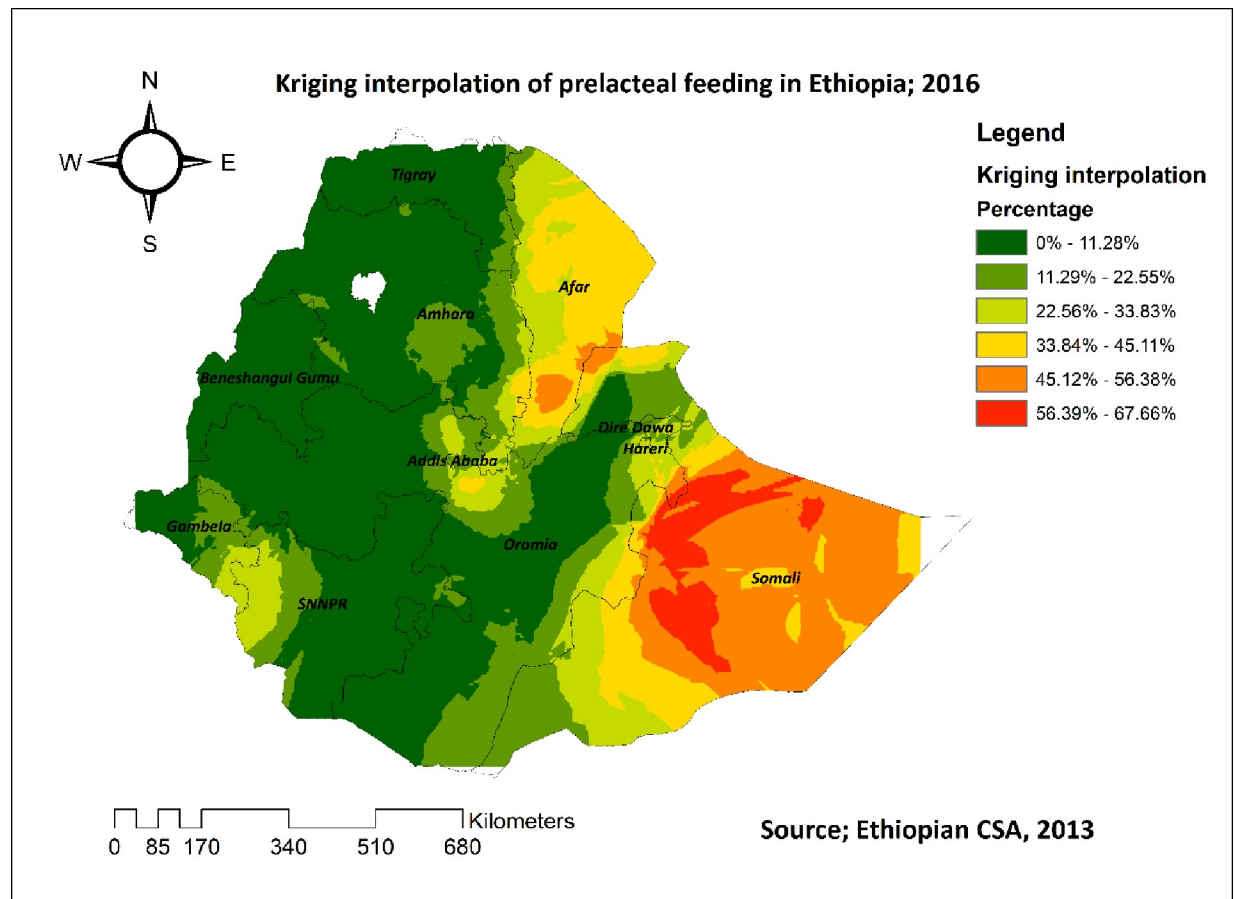 Kriging interpolation of prelacteal feeding in Ethiopia; 2016
N
W
E
S
Legend
Kriging interpolation
Percentage
0% - 11.28%
11.29% - 22.55%
22.56% - 33.83%
33.84% - 45.11%
45.12% - 56.38%
56.39% - 67.66%
Tigray
Afar
Amhara
Beneshangul Gumu
Dire Dawa
Hareri
Addis Ababa
Gambela
Oromia
Somali
SNNPR
Kilometers
0 85 170 340 510 680
Source; Ethiopian CSA, 2013